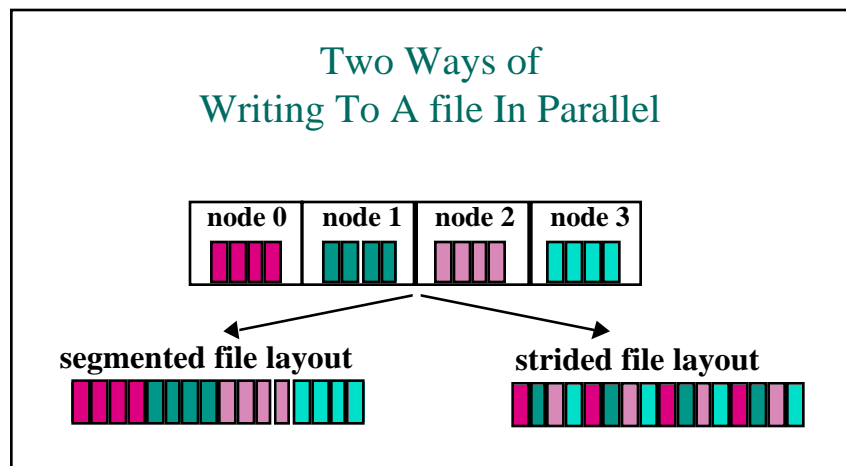 Two Ways of
Writing To A file In Parallel
node 0 node 1 node 2 node 3
segmented file layout
strided file layout